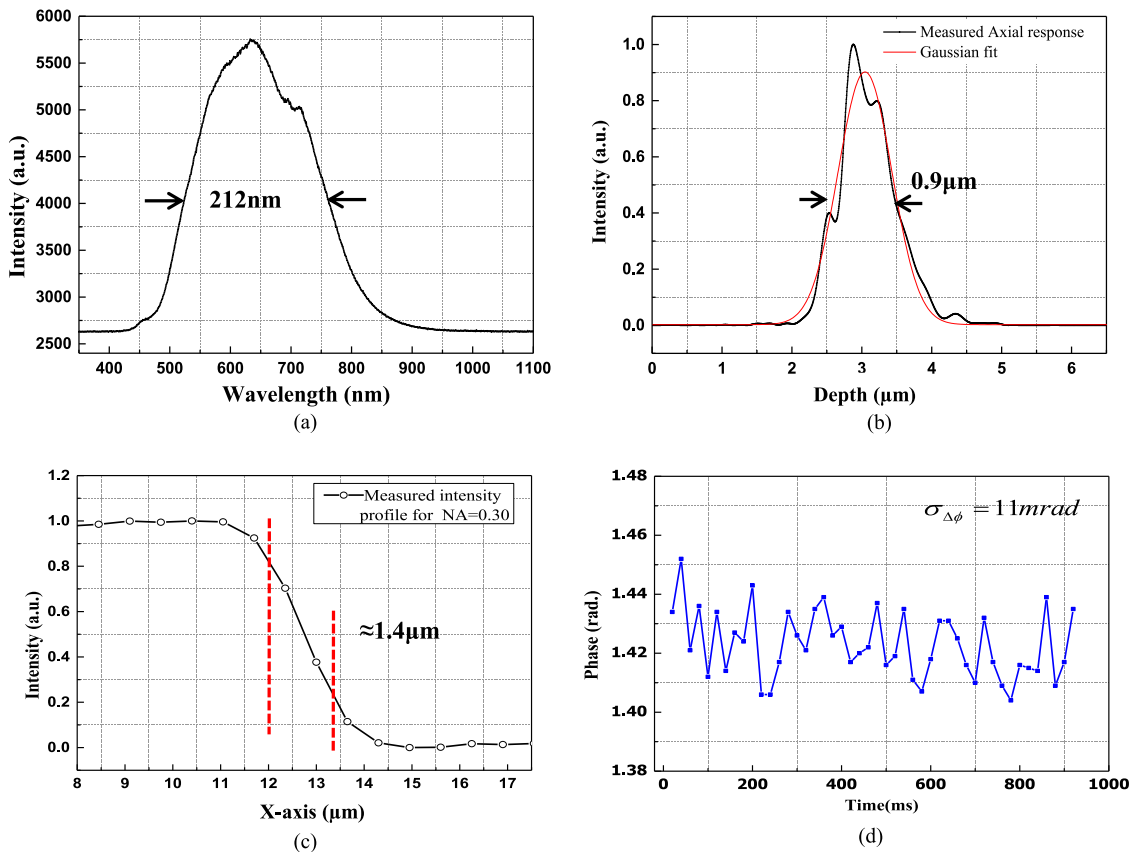 6000
5500
5000
4500
4000
3500
3000
2500
Intensity (a.u.)
212nm
400 500 600 700 800 900 1000 1100
Wavelength (nm)
(a)
1.0
0.8
0.6
0.4
0.2
0.0
Intensity (a.u.)
Measured Axial response
Gaussian fit
0.9μm
0 1 2 3 4 5 6
Depth (μm)
(b)
1.2
1.0
0.8
0.6
0.4
0.2
0.0
Intensity (a.u.)
Measured intensity
profile for NA=0.30
≈1.4μm
8 9 10 11 12 13 14 15 16 17
X-axis (μm)
(c)
1.48
1.46
1.44
1.42
1.40
1.38
Phase (rad.)
σΔϕ = 11mrad
0 200 400 600 800 1000
Time(ms)
(d)